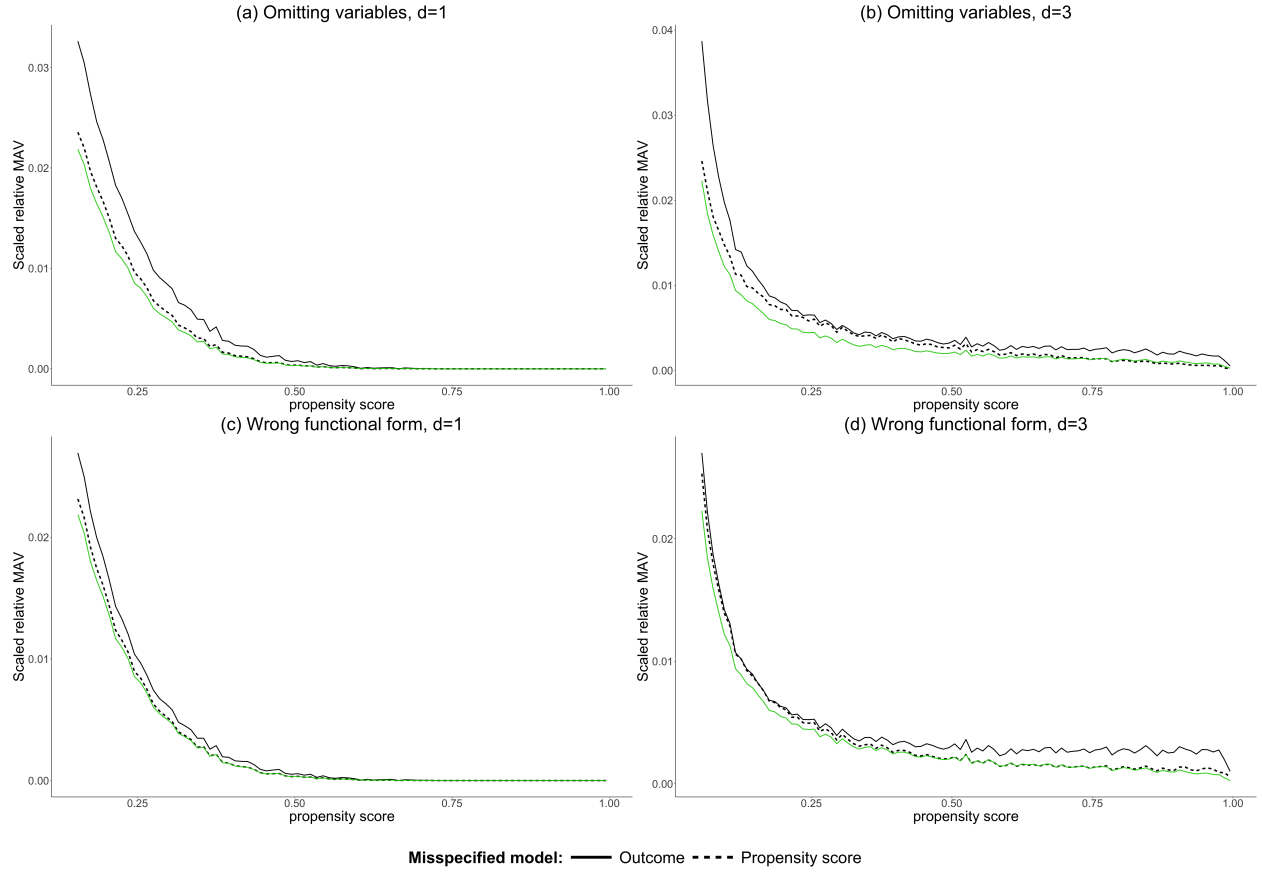 (a) Omitting variables, d=1
Scaled relative MAV
0.03
0.02
0.01
0.00
0.25 0.50 0.75 1.00
propensity score
(b) Omitting variables, d=3
Scaled relative MAV
0.04
0.03
0.02
0.01
0.00
0.25 0.50 0.75 1.00
propensity score
(c) Wrong functional form, d=1
Scaled relative MAV
0.02
0.01
0.00
0.25 0.50 0.75 1.00
propensity score
(d) Wrong functional form, d=3
Scaled relative MAV
0.02
0.01
0.00
0.25 0.50 0.75 1.00
propensity score
Misspecified model: Outcome Propensity score